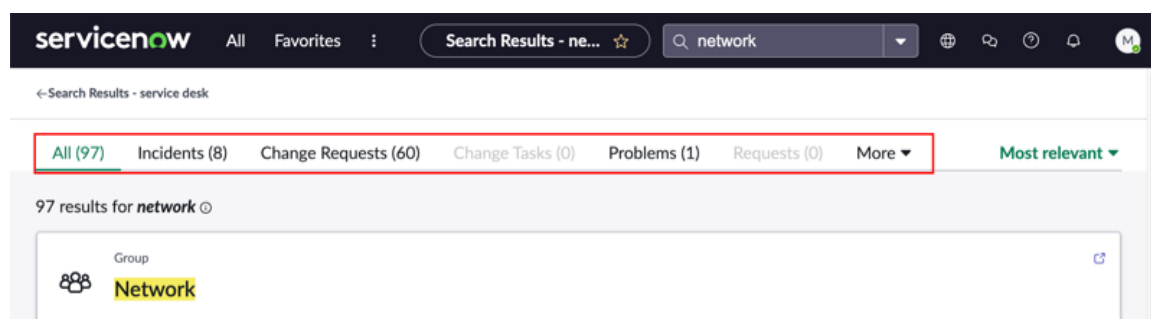 servicenow All Favorites Search Results - ne... network M
←Search Results - service desk
All (97) Incidents (8) Change Requests (60) Change Tasks (0) Problems (1) Requests (0) More Most relevant
97 results for network
Group
Network